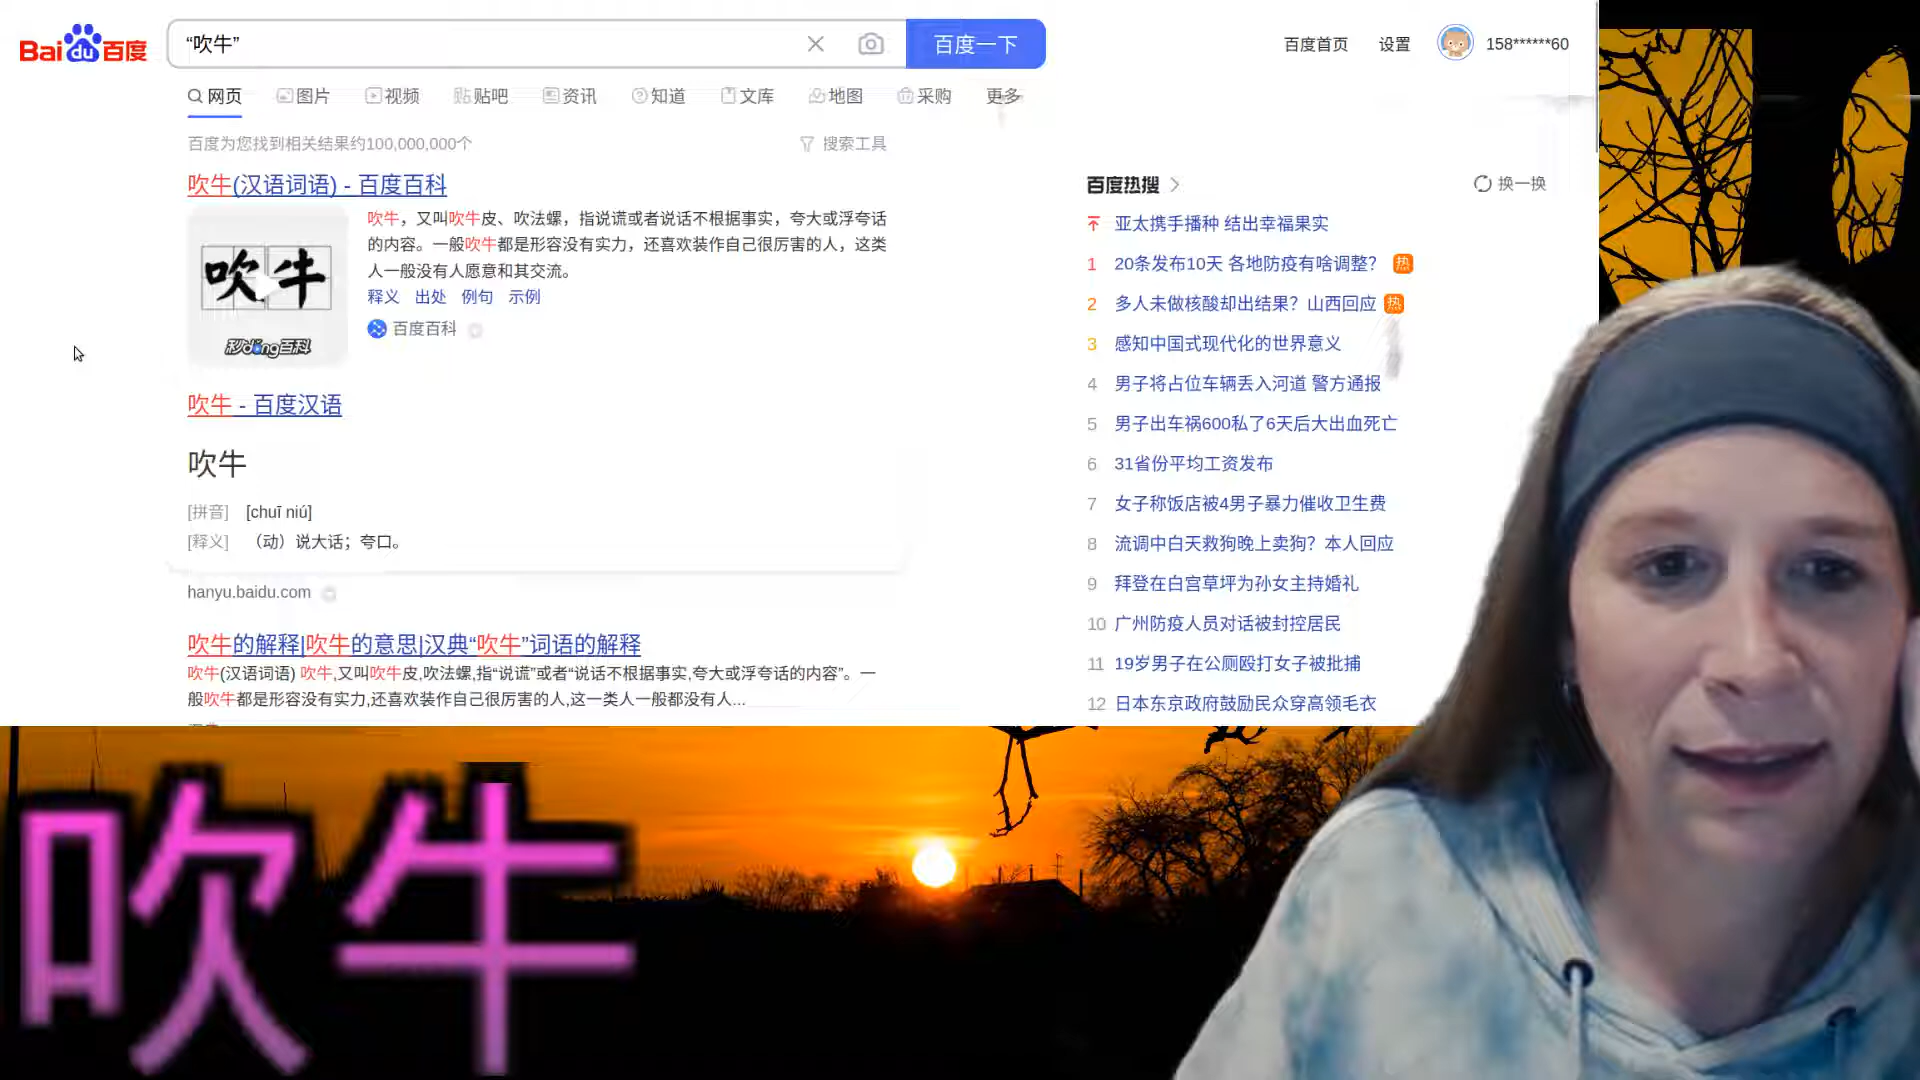 Bai du 百度
“吹牛”
百度一下
百度首页 设置 158******60
网页 图片 视频 贴吧 资讯 知道 文库 地图 采购 更多
百度为您找到相关结果约100,000,000个
搜索工具
吹牛(汉语词语) - 百度百科
吹牛
秒dǒng百科
吹牛，又叫吹牛皮、吹法螺，指说谎或者说话不根据事实，夸大或浮夸话
的内容。一般吹牛都是形容没有实力，还喜欢装作自己很厉害的人，这类
人一般没有人愿意和其交流。
释义 出处 例句 示例
百度百科
吹牛 - 百度汉语
吹牛
[拼音] [chuī niú]
[释义] （动）说大话；夸口。
hanyu.baidu.com
吹牛的解释|吹牛的意思|汉典“吹牛”词语的解释
吹牛(汉语词语) 吹牛,又叫吹牛皮,吹法螺,指“说谎”或者“说话不根据事实,夸大或浮夸话的内容”。一
般吹牛都是形容没有实力,还喜欢装作自己很厉害的人,这一类人一般都没有人...
百度热搜
换一换
亚太携手播种 结出幸福果实
1 20条发布10天 各地防疫有啥调整？ 热
2 多人未做核酸却出结果？山西回应 热
3 感知中国式现代化的世界意义
4 男子将占位车辆丢入河道 警方通报
5 男子出车祸600私了6天后大出血死亡
6 31省份平均工资发布
7 女子称饭店被4男子暴力催收卫生费
8 流调中白天救狗晚上卖狗？本人回应
9 拜登在白宫草坪为孙女主持婚礼
10 广州防疫人员对话被封控居民
11 19岁男子在公厕殴打女子被批捕
12 日本东京政府鼓励民众穿高领毛衣
吹牛